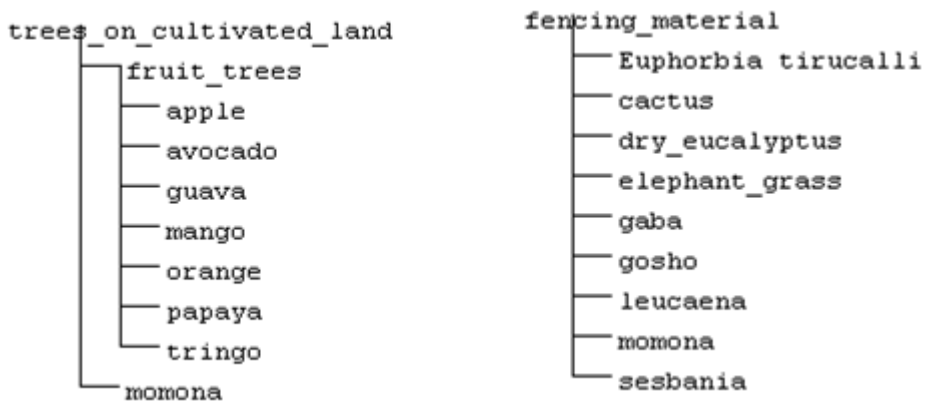 trees_on_cultivated_land
fruit_trees
apple
avocado
guava
mango
orange
papaya
tringo
momona
fencing_material
Euphorbia tirucalli
cactus
dry_eucalyptus
elephant_grass
gaba
gosho
leucaena
momona
sesbania